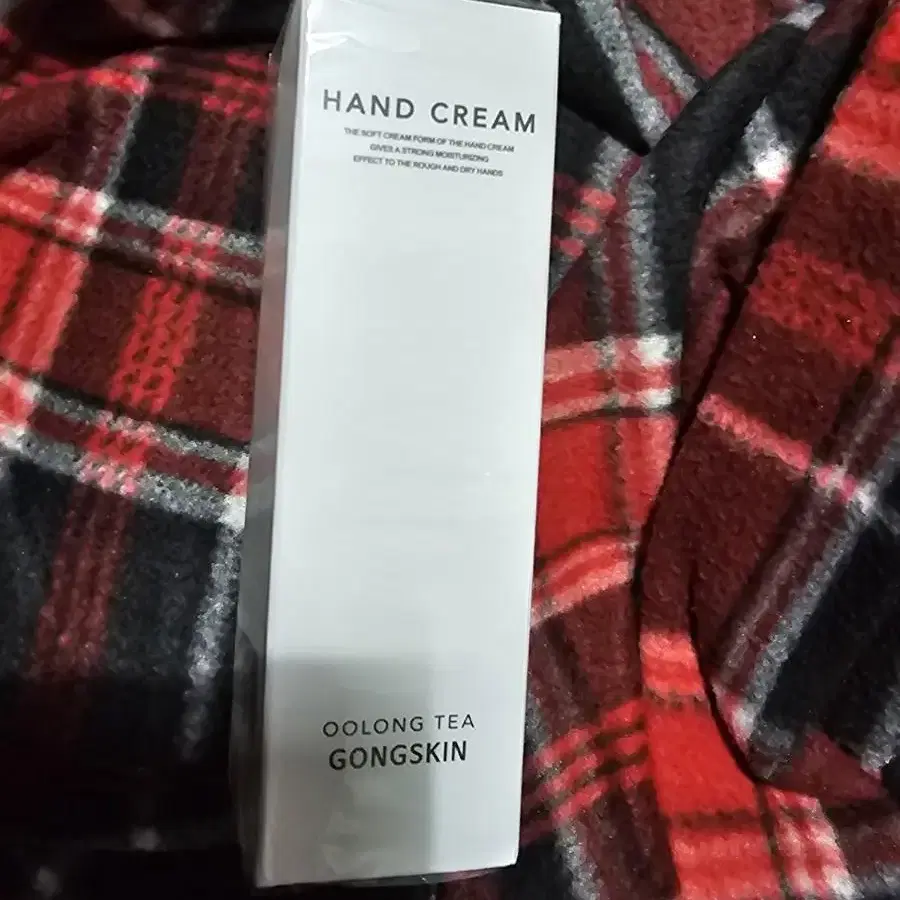 HAND CREAM
THE SOFT CREAM FORM OF THE HAND CREAM
GIVES A STRONG MOISTURIZING
EFFECT TO THE ROUGH AND DRY HANDS
OOLONG TEA
GONGSKIN